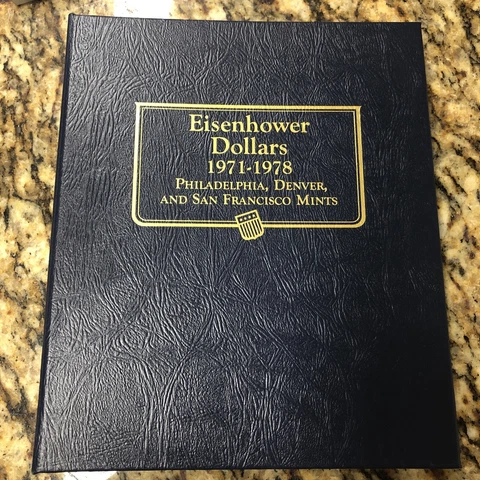 Eisenhower
Dollars
1971-1978
Philadelphia, Denver,
and San Francisco Mints